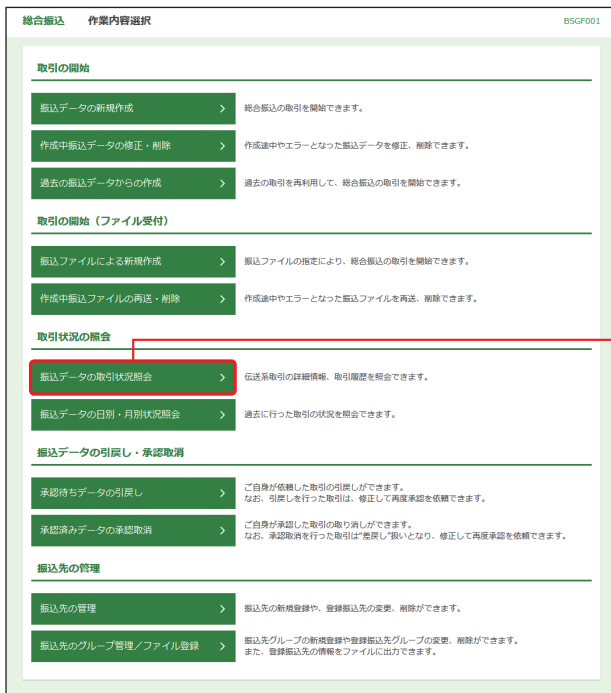 総合振込 作業内容選択 BSGF001
取引の開始
振込データの新規作成 総合振込の取引を開始できます。
作成中振込データの修正・削除 作成途中やエラーとなった振込データを修正、削除できます。
過去の振込データからの作成 過去の取引を再利用して、総合振込の取引を開始できます。
取引の開始（ファイル受付）
振込ファイルによる新規作成 振込ファイルの指定により、総合振込の取引を開始できます。
作成中振込ファイルの再送・削除 作成途中やエラーとなった振込ファイルを再送、削除できます。
取引状況の照会
振込データの取引状況照会 伝送系取引の詳細情報、取引履歴を照会できます。
振込データの日別・月別状況照会 過去に行った取引の状況を照会できます。
振込データの引戻し・承認取消
承認待ちデータの引戻し ご自身が依頼した取引の引戻しができます。
なお、引戻しを行った取引は、修正して再度承認を依頼できます。
承認済みデータの承認取消 ご自身が承認した取引の取り消しができます。
なお、承認取消を行った取引は“差戻し”扱いとなり、修正して再度承認を依頼できます。
振込先の管理
振込先の管理 振込先の新規登録や、登録振込先の変更、削除ができます。
振込先のグループ管理／ファイル登録 振込先グループの新規登録や登録振込先グループの変更、削除ができます。
また、登録振込先の情報をファイルに出力できます。